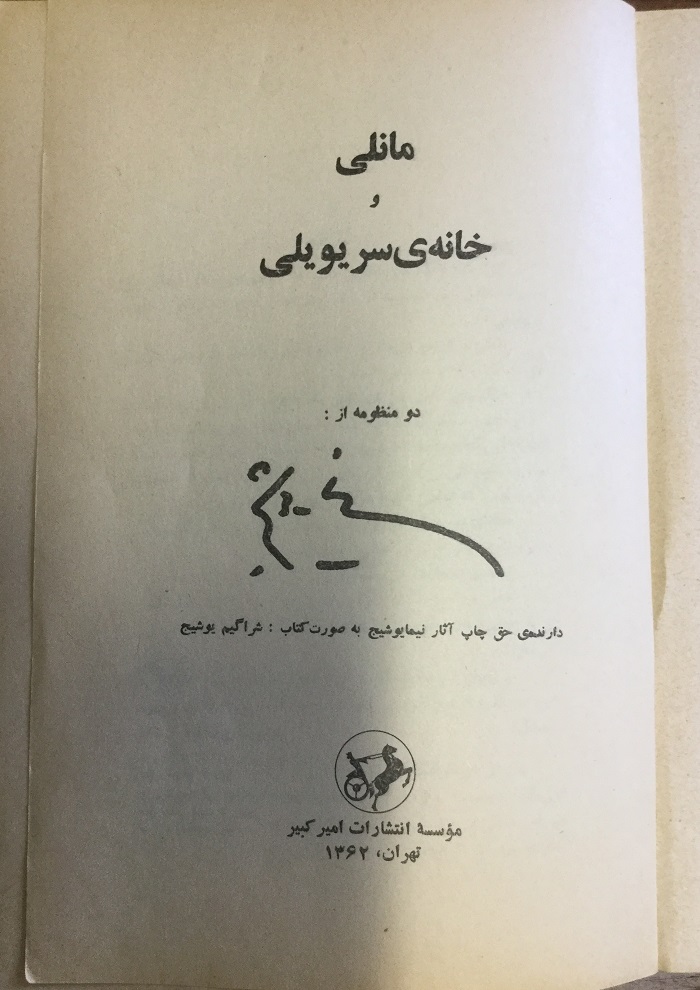 مانلی
و
خانه‌ی سریویلی
دو منظومه از :
دارنده‌ی حق چاپ آثار نیمایوشیج به صورت کتاب : شراگیم یوشیج
مؤسسهٔ انتشارات امیرکبیر
تهران، ۱۳۶۲